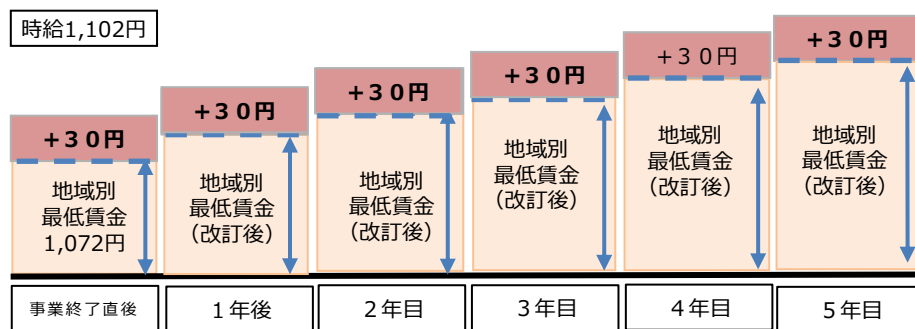 時給1,102円
+30円
地域別
最低賃金
1,072円
事業終了直後
+30円
地域別
最低賃金
(改訂後)
1年後
+30円
地域別
最低賃金
(改訂後)
2年目
+30円
地域別
最低賃金
(改訂後)
3年目
+30円
地域別
最低賃金
(改訂後)
4年目
+30円
地域別
最低賃金
(改訂後)
5年目